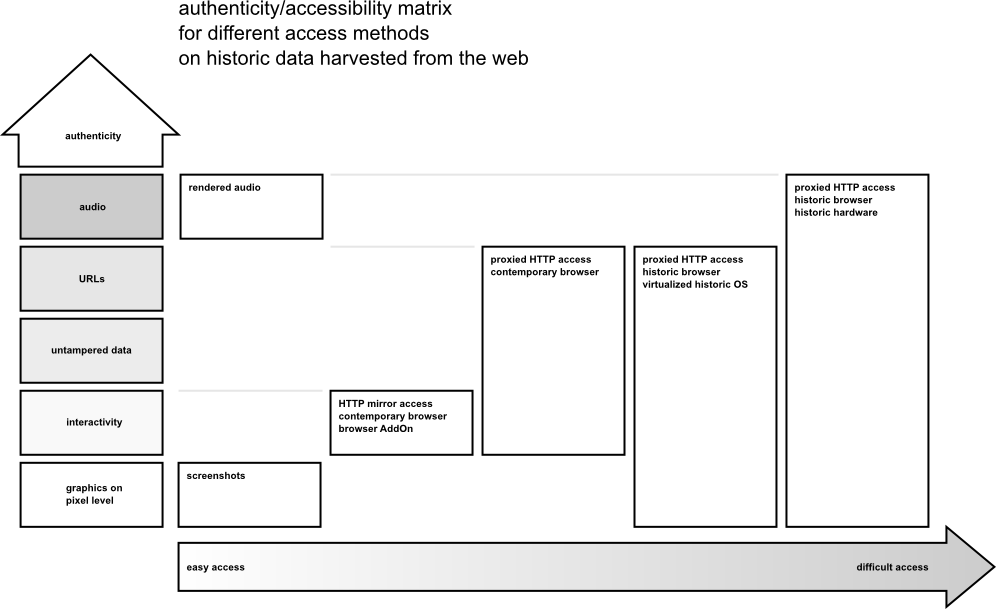 authenticity/accessibility matrix
for different access methods
on historic data harvested from the web
authenticity
audio
rendered audio
proxied HTTP access
historic browser
historic hardware
URLs
proxied HTTP access
contemporary browser
proxied HTTP access
historic browser
virtualized historic OS
untampered data
interactivity
HTTP mirror access
contemporary browser
browser AddOn
graphics on
pixel level
screenshots
easy access
difficult access